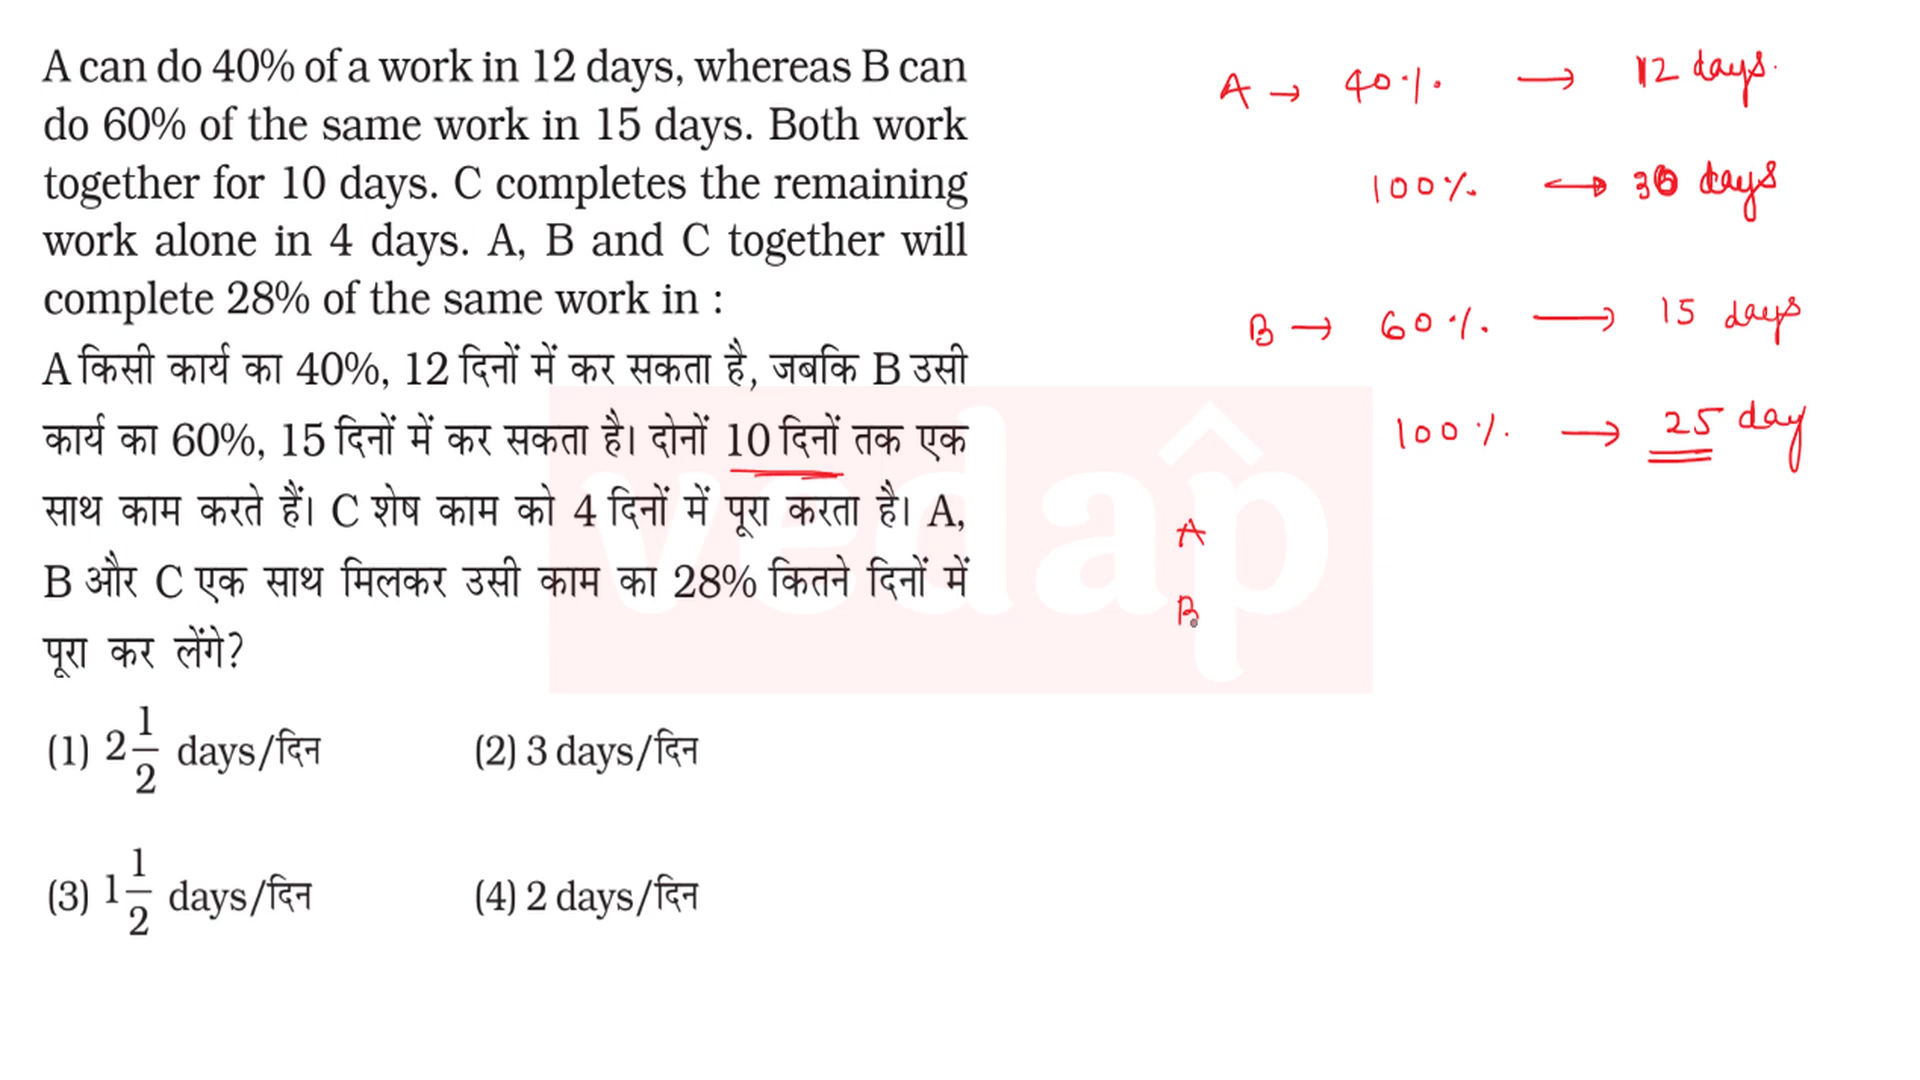 A can do 40% of a work in 12 days, whereas B can
do 60% of the same work in 15 days. Both work
together for 10 days. C completes the remaining
work alone in 4 days. A, B and C together will
complete 28% of the same work in :
A किसी कार्य का 40%, 12 दिनों में कर सकता है, जबकि B उसी
कार्य का 60%, 15 दिनों में कर सकता है। दोनों 10 दिनों तक एक
साथ काम करते हैं। C शेष काम को 4 दिनों में पूरा करता है। A,
B और C एक साथ मिलकर उसी काम का 28% कितने दिनों में
पूरा कर लेंगे?
(1) 2 1/2 days/दिन (2) 3 days/दिन
(3) 1 1/2 days/दिन (4) 2 days/दिन
A → 40% → 12 days.
100% → 30 days
B → 60% → 15 days
100% → 25 day
A
B
vedap